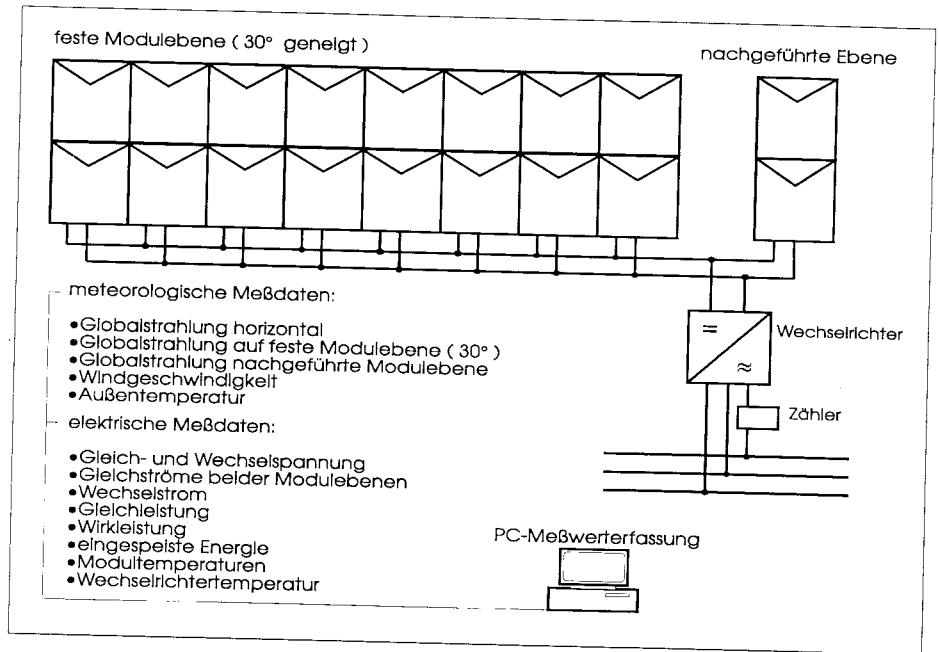 feste Modulebene ( 30° geneigt )
nachgeführte Ebene
meteorologische Meßdaten:
•Globalstrahlung horizontal
•Globalstrahlung auf feste Modulebene ( 30° )
•Globalstrahlung nachgeführte Modulebene
•Windgeschwindigkeit
•Außentemperatur
elektrische Meßdaten:
•Gleich- und Wechselspannung
•Gleichströme beider Modulebenen
•Wechselstrom
•Gleichleistung
•Wirkleistung
•eingespeiste Energie
•Modultemperaturen
•Wechselrichtertemperatur
=
≈
Wechselrichter
Zähler
PC-Meßwerterfassung